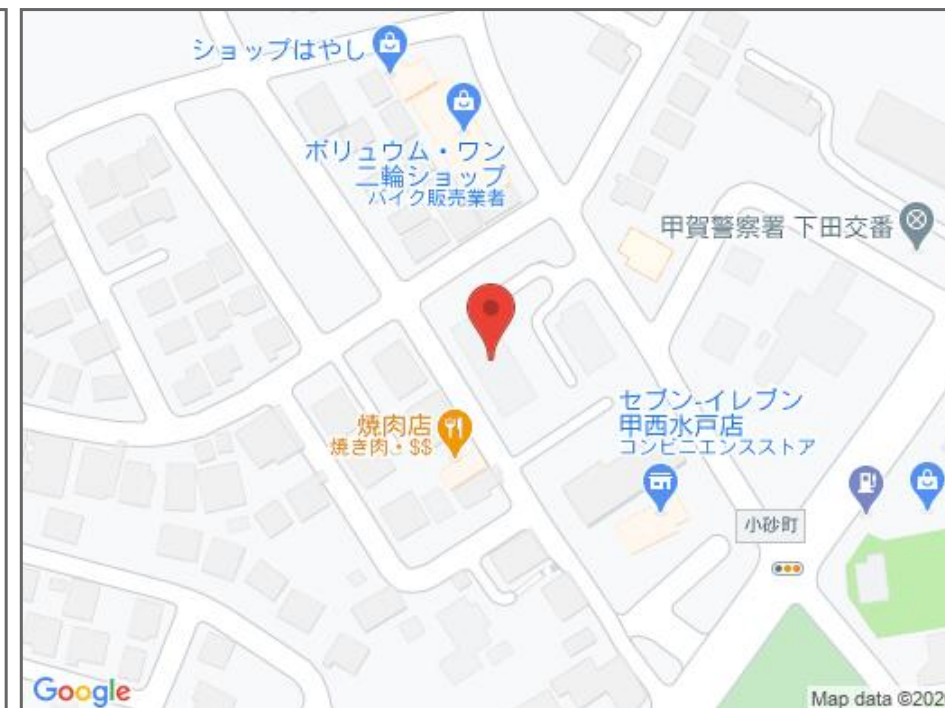 ショップはやし
ボリュウム・ワン
二輪ショップ
バイク販売業者
甲賀警察署 下田交番
焼肉店
焼き肉・$$
セブン-イレブン
甲西水戸店
コンビニエンスストア
小砂町
Google
Map data ©202